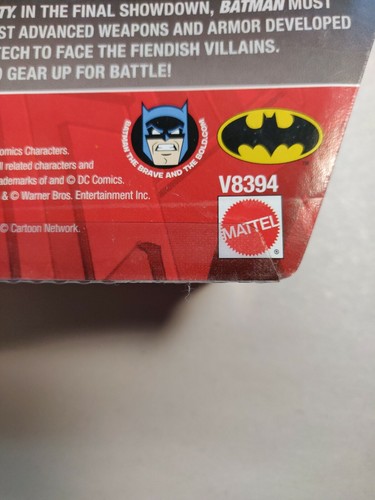 TY. IN THE FINAL SHOWDOWN, BATMAN MUST
ST ADVANCED WEAPONS AND ARMOR DEVELOPED
TECH TO FACE THE FIENDISH VILLAINS.
O GEAR UP FOR BATTLE!
BATMAN THE BRAVE AND THE BOLD.COM
omics Characters.
ll related characters and
ademarks of and © DC Comics.
& © Warner Bros. Entertainment Inc.
© Cartoon Network.
V8394
MATTEL
®